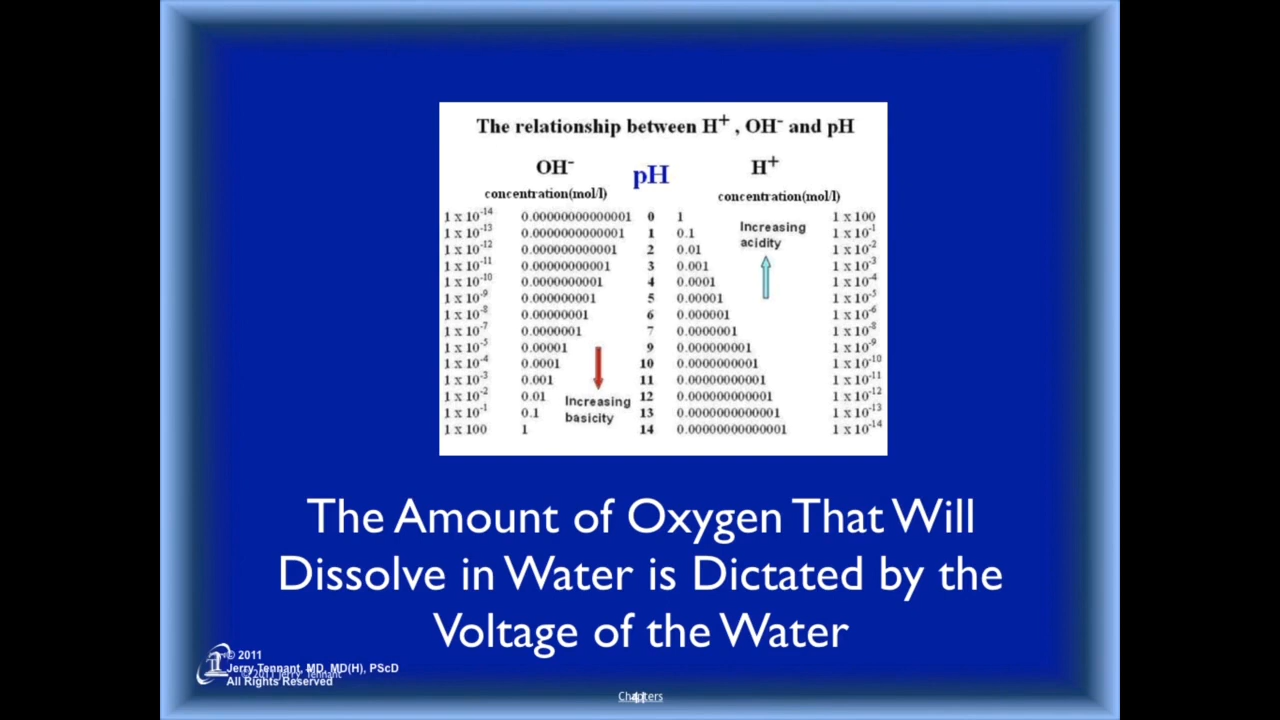 The relationship between H⁺ , OH⁻ and pH
OH⁻ pH H⁺
concentration(mol/l) concentration(mol/l)
1 x 10⁻¹⁴ 0.00000000000001 0 1 1 x 100
1 x 10⁻¹³ 0.0000000000001 1 0.1 1 x 10⁻¹
1 x 10⁻¹² 0.000000000001 2 0.01 1 x 10⁻²
1 x 10⁻¹¹ 0.00000000001 3 0.001 1 x 10⁻³
1 x 10⁻¹⁰ 0.0000000001 4 0.0001 1 x 10⁻⁴
1 x 10⁻⁹ 0.000000001 5 0.00001 1 x 10⁻⁵
1 x 10⁻⁸ 0.00000001 6 0.000001 1 x 10⁻⁶
1 x 10⁻⁷ 0.0000001 7 0.0000001 1 x 10⁻⁸
1 x 10⁻⁵ 0.00001 9 0.000000001 1 x 10⁻⁹
1 x 10⁻⁴ 0.0001 10 0.0000000001 1 x 10⁻¹⁰
1 x 10⁻³ 0.001 11 0.00000000001 1 x 10⁻¹¹
1 x 10⁻² 0.01 12 0.000000000001 1 x 10⁻¹²
1 x 10⁻¹ 0.1 13 0.0000000000001 1 x 10⁻¹³
1 x 100 1 14 0.00000000000001 1 x 10⁻¹⁴
Increasing
acidity
Increasing
basicity
The Amount of Oxygen That Will
Dissolve in Water is Dictated by the
Voltage of the Water
© 2011
Jerry Tennant, MD, MD(H), PScD
© 2011 Jerry Tennant
All Rights Reserved
Chapters
41